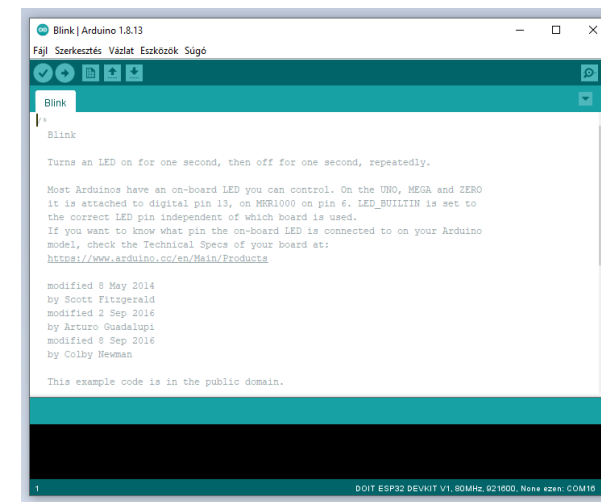 Blink | Arduino 1.8.13
Fájl Szerkesztés Vázlat Eszközök Súgó
Blink
/*
Blink
Turns an LED on for one second, then off for one second, repeatedly.
Most Arduinos have an on-board LED you can control. On the UNO, MEGA and ZERO
it is attached to digital pin 13, on MKR1000 on pin 6. LED_BUILTIN is set to
the correct LED pin independent of which board is used.
If you want to know what pin the on-board LED is connected to on your Arduino
model, check the Technical Specs of your board at:
https://www.arduino.cc/en/Main/Products
modified 8 May 2014
by Scott Fitzgerald
modified 2 Sep 2016
by Arturo Guadalupi
modified 8 Sep 2016
by Colby Newman
This example code is in the public domain.
1 DOIT ESP32 DEVKIT V1, 80MHz, 921600, None ezen: COM16